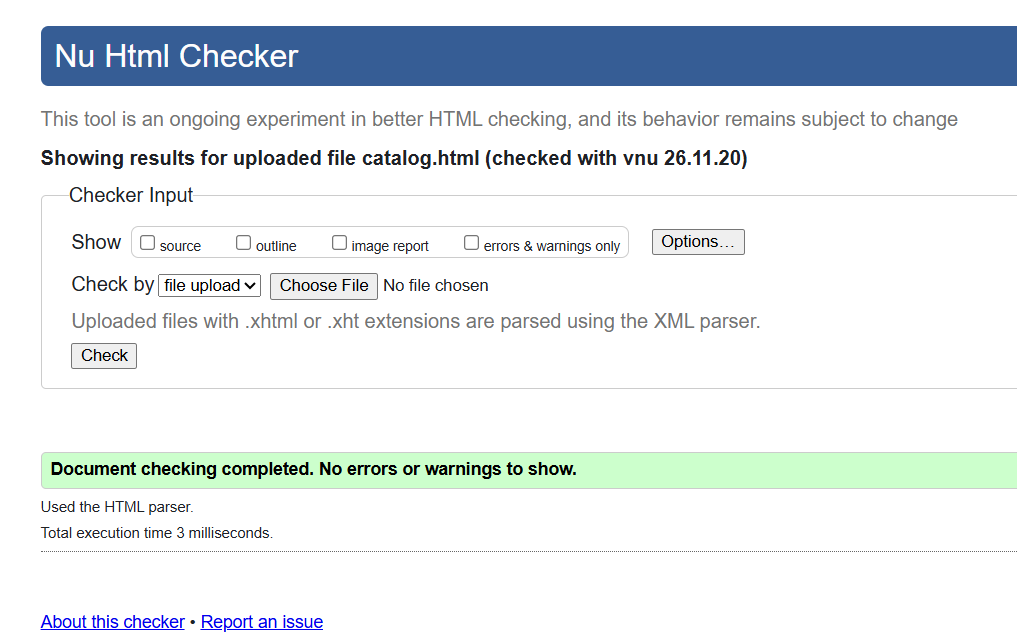 Nu Html Checker
This tool is an ongoing experiment in better HTML checking, and its behavior remains subject to change
Showing results for uploaded file catalog.html (checked with vnu 26.11.20)
Checker Input
Show source outline image report errors & warnings only Options…
Check by file upload Choose File No file chosen
Uploaded files with .xhtml or .xht extensions are parsed using the XML parser.
Check
Document checking completed. No errors or warnings to show.
Used the HTML parser.
Total execution time 3 milliseconds.
About this checker • Report an issue